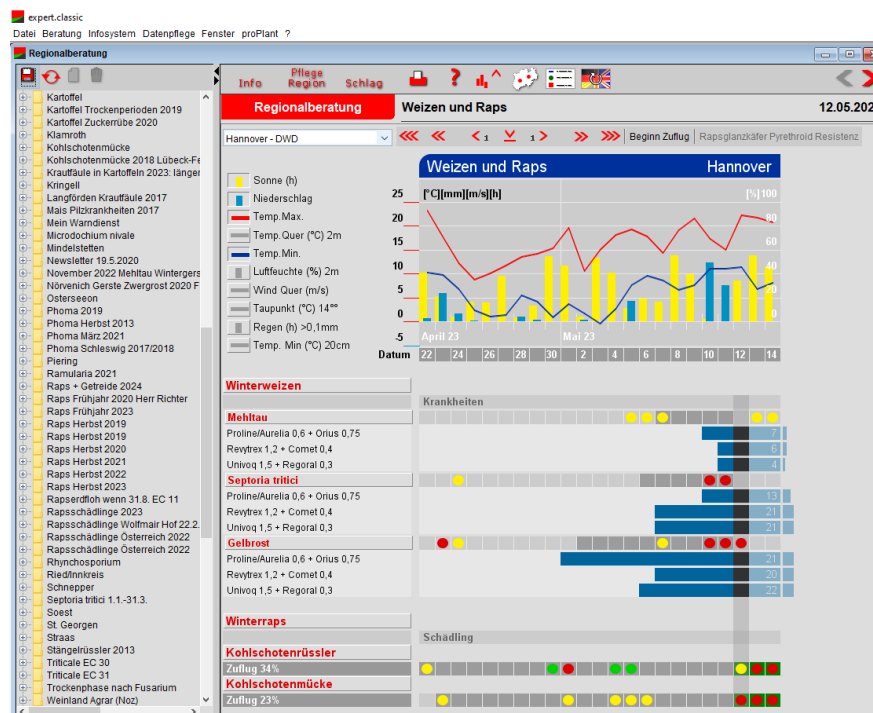 expert.classic
Datei Beratung Infosystem Datenpflege Fenster proPlant ?
Regionalberatung
Kartoffel
Kartoffel Trockenperioden 2019
Kartoffel Zuckerrübe 2020
Klamroth
Kohlschotenmücke
Kohlschotenmücke 2018 Lübeck-Fe
Krautfäule in Kartoffeln 2023: länger
Kringell
Langförden Krautfäule 2017
Mais Pilzkrankheiten 2017
Mein Warndienst
Microdochium nivale
Mindelstetten
Newsletter 19.5.2020
November 2022 Mehltau Wintergers
Nörvenich Gerste Zwergrost 2020 F
Osterseeon
Phoma 2019
Phoma Herbst 2013
Phoma März 2021
Phoma Schleswig 2017/2018
Piering
Ramularia 2021
Raps + Getreide 2024
Raps Frühjahr 2020 Herr Richter
Raps Frühjahr 2023
Raps Herbst 2019
Raps Herbst 2019
Raps Herbst 2020
Raps Herbst 2021
Raps Herbst 2022
Raps Herbst 2023
Rapserdfloh wenn 31.8. EC 11
Rapsschädlinge 2023
Rapsschädlinge Wolfmair Hof 22.2.
Rapsschädlinge Österreich 2022
Rapsschädlinge Österreich 2022
Rhynchosporium
Ried/Innkreis
Schnepper
Septoria tritici 1.1.-31.3.
Soest
St. Georgen
Straas
Stängelrüssler 2013
Triticale EC 30
Triticale EC 31
Trockenphase nach Fusarium
Weinland Agrar (Noz)
Info
Pflege Region
Schlag
Regionalberatung Weizen und Raps 12.05.202
Hannover - DWD
1 1 Beginn Zuflug Rapsglanzkäfer Pyrethroid Resistenz
Weizen und Raps Hannover
Sonne (h)
Niederschlag
Temp.Max.
Temp.Quer (°C) 2m
Temp.Min.
Luftfeuchte (%) 2m
Wind Quer (m/s)
Taupunkt (°C) 14°°
Regen (h) >0,1mm
Temp. Min (°C) 20cm
25 [°C][mm][m/s][h] [%] 100
20 80
15 60
10 40
5 20
0 0
-5 April 23 Mai 23
Datum 22 24 26 28 30 2 4 6 8 10 12 14
Winterweizen
Krankheiten
Mehltau
Proline/Aurelia 0,6 + Orius 0,75 7
Revytrex 1,2 + Comet 0,4 6
Univoq 1,5 + Regoral 0,3 4
Septoria tritici
Proline/Aurelia 0,6 + Orius 0,75 13
Revytrex 1,2 + Comet 0,4 21
Univoq 1,5 + Regoral 0,3 21
Gelbrost
Proline/Aurelia 0,6 + Orius 0,75 21
Revytrex 1,2 + Comet 0,4 20
Univoq 1,5 + Regoral 0,3 22
Winterraps
Schädling
Kohlschotenrüssler
Zuflug 34%
Kohlschotenmücke
Zuflug 23%